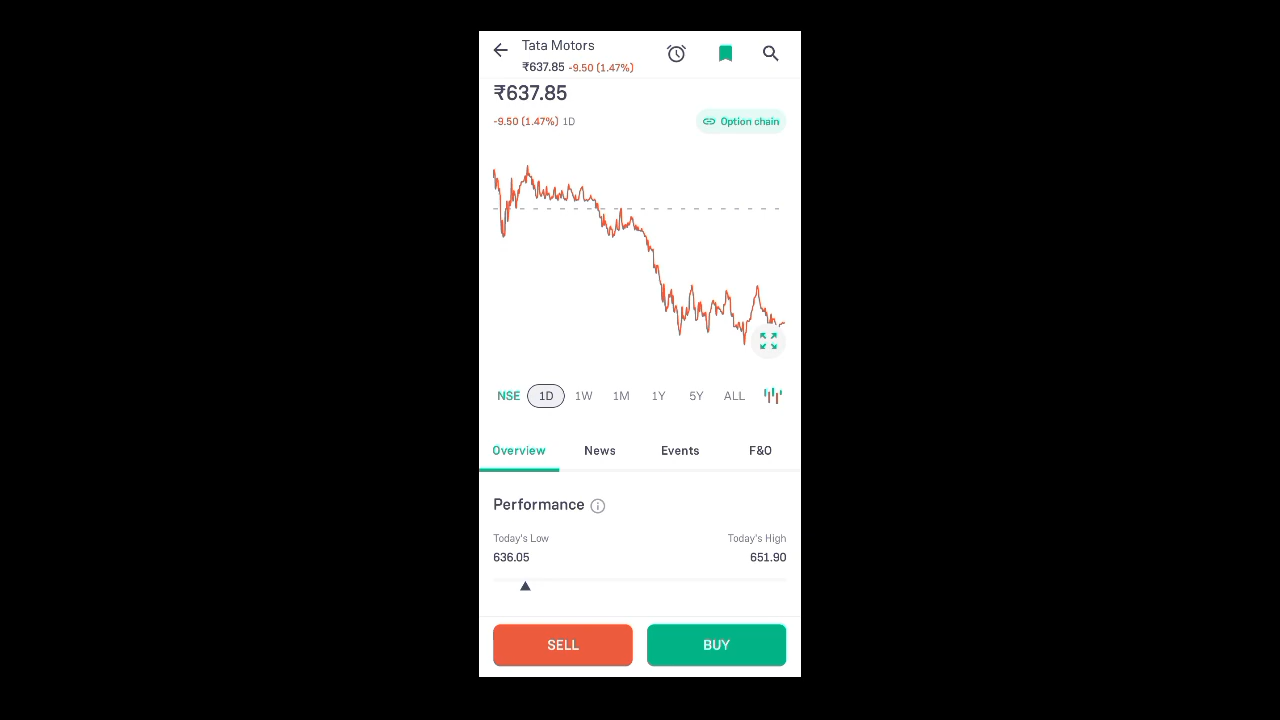 Tata Motors
₹637.85 -9.50 (1.47%)
₹637.85
-9.50 (1.47%) 1D
Option chain
NSE 1D 1W 1M 1Y 5Y ALL
Overview News Events F&O
Performance
Today's Low Today's High
636.05 651.90
SELL BUY